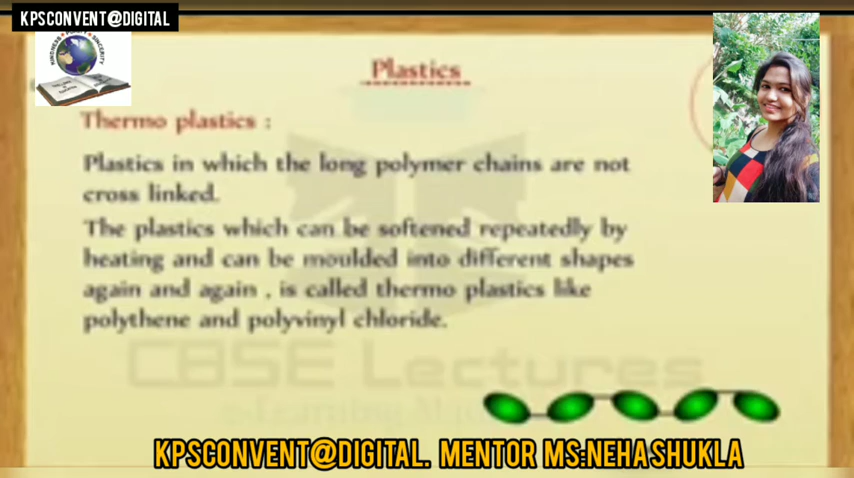 KPSCONVENT@DIGITAL
KINDNESS SINCERITY
Plastics
Thermo plastics :
Plastics in which the long polymer chains are not
cross linked.
The plastics which can be softened repeatedly by
heating and can be moulded into different shapes
again and again , is called thermo plastics like
polythene and polyvinyl chloride.
CBSE Lectures
KPSCONVENT@DIGITAL. MENTOR MS:NEHA SHUKLA